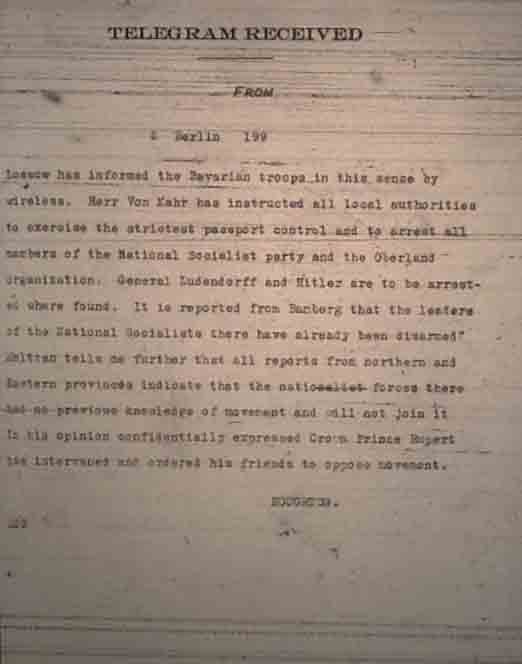 TELEGRAM RECEIVED
FROM
4 Berlin 199
Lossow has informed the Bavarian troops in this sense by
wireless. Herr Von Kahr has instructed all local authorities
to exercise the strictest passport control and to arrest all
members of the National Socialist party and the Oberland
organization. General Ludendorff and Hitler are to be arrest-
ed where found. It is reported from Bamberg that the leaders
of the National Socialists there have already been disarmed"
Maltzan tells me further that all reports from northern and
Eastern provinces indicate that the nationalist forces there
had no previous knowledge of movement and will not join it
In his opinion confidentially expressed Crown Prince Rupert
has intervened and ordered his friends to oppose movement.
HOUGHTON.